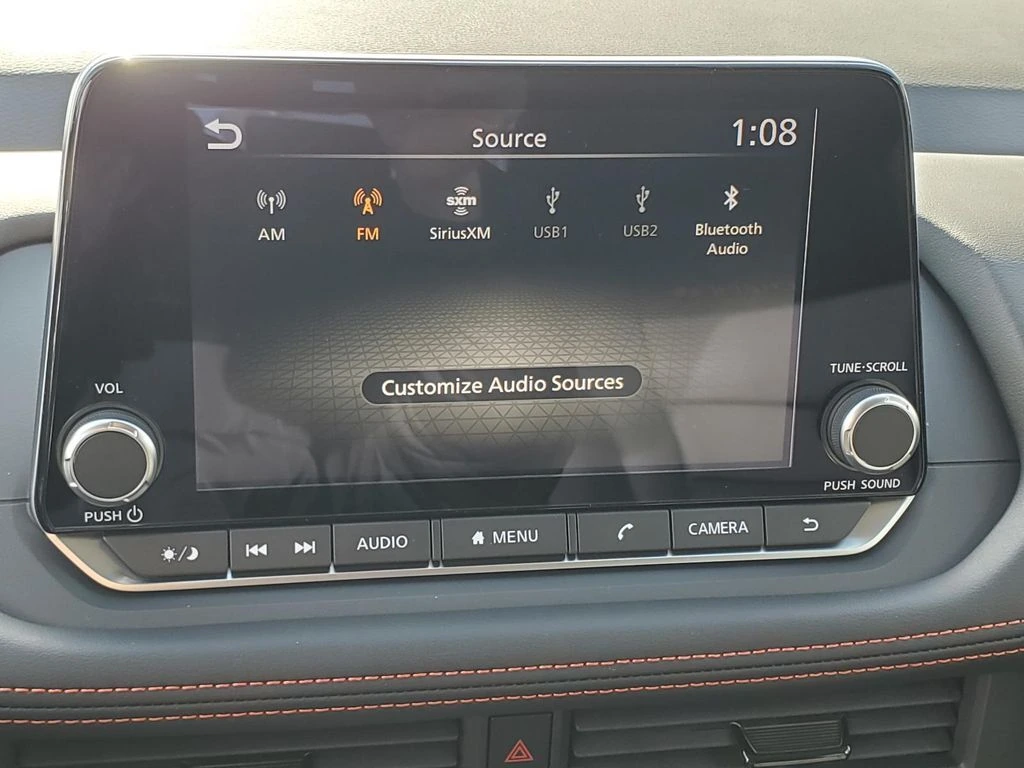 Source
1:08
AM
FM
sxm
SiriusXM
USB1
USB2
Bluetooth
Audio
Customize Audio Sources
VOL
PUSH
TUNE·SCROLL
PUSH SOUND
AUDIO
MENU
CAMERA